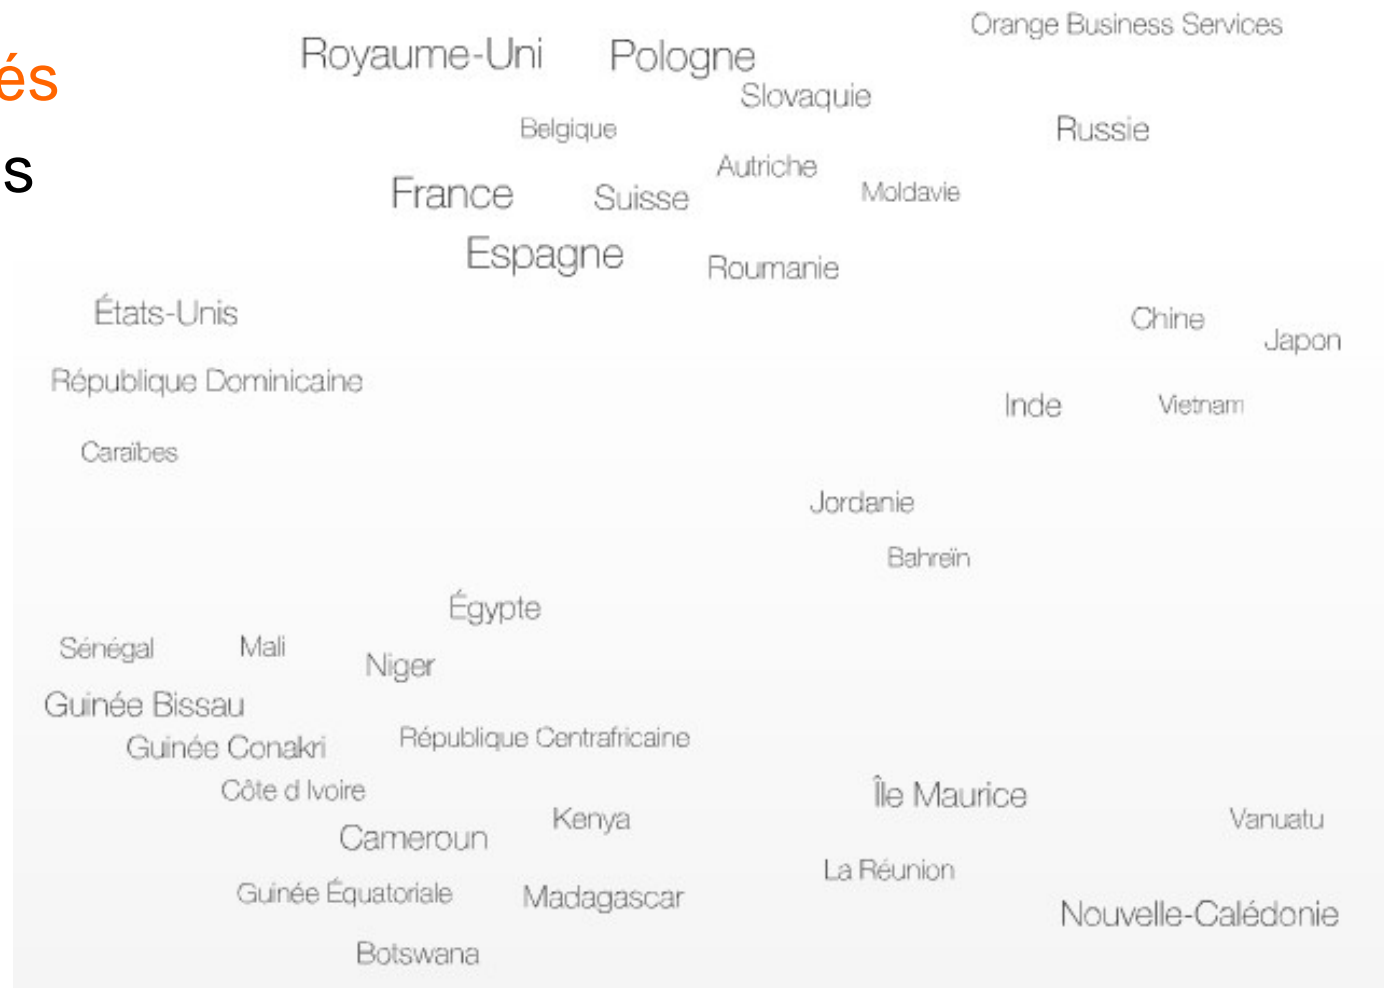 Orange Business Services
Royaume-Uni Pologne
és
Slovaquie
Belgique Russie
Autriche
s
France Suisse Moldavie
Espagne Roumanie
États-Unis Chine
Japon
République Dominicaine
Inde Vietnam
Caraïbes
Jordanie
Bahreïn
Égypte
Sénégal Mali
Niger
Guinée Bissau
Guinée Conakri République Centrafricaine
Côte d Ivoire Île Maurice
Kenya Vanuatu
Cameroun
La Réunion
Guinée Équatoriale Madagascar
Nouvelle-Calédonie
Botswana